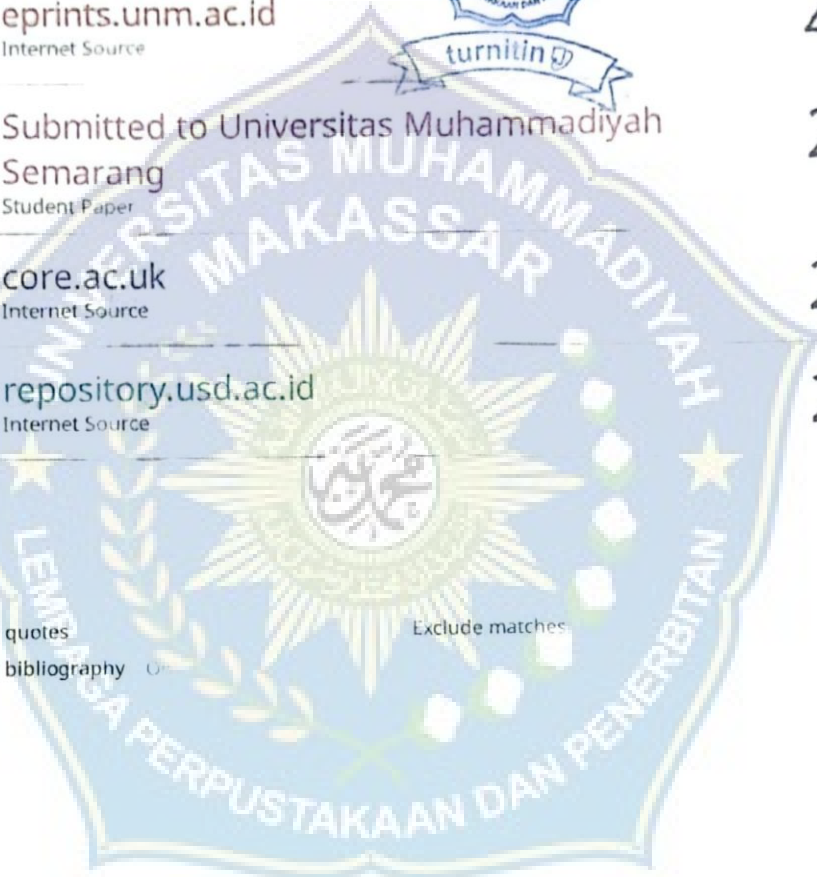 eprints.unm.ac.id
Internet Source
turnitin
Submitted to Universitas Muhammadiyah
Semarang
Student Paper
core.ac.uk
Internet Source
repository.usd.ac.id
Internet Source
quotes
Exclude matches
bibliography
UNIVERSITAS MUHAMMADIYAH
MAKASSAR
محمدية
LEMBAGA PERPUSTAKAAN DAN PENERBITAN